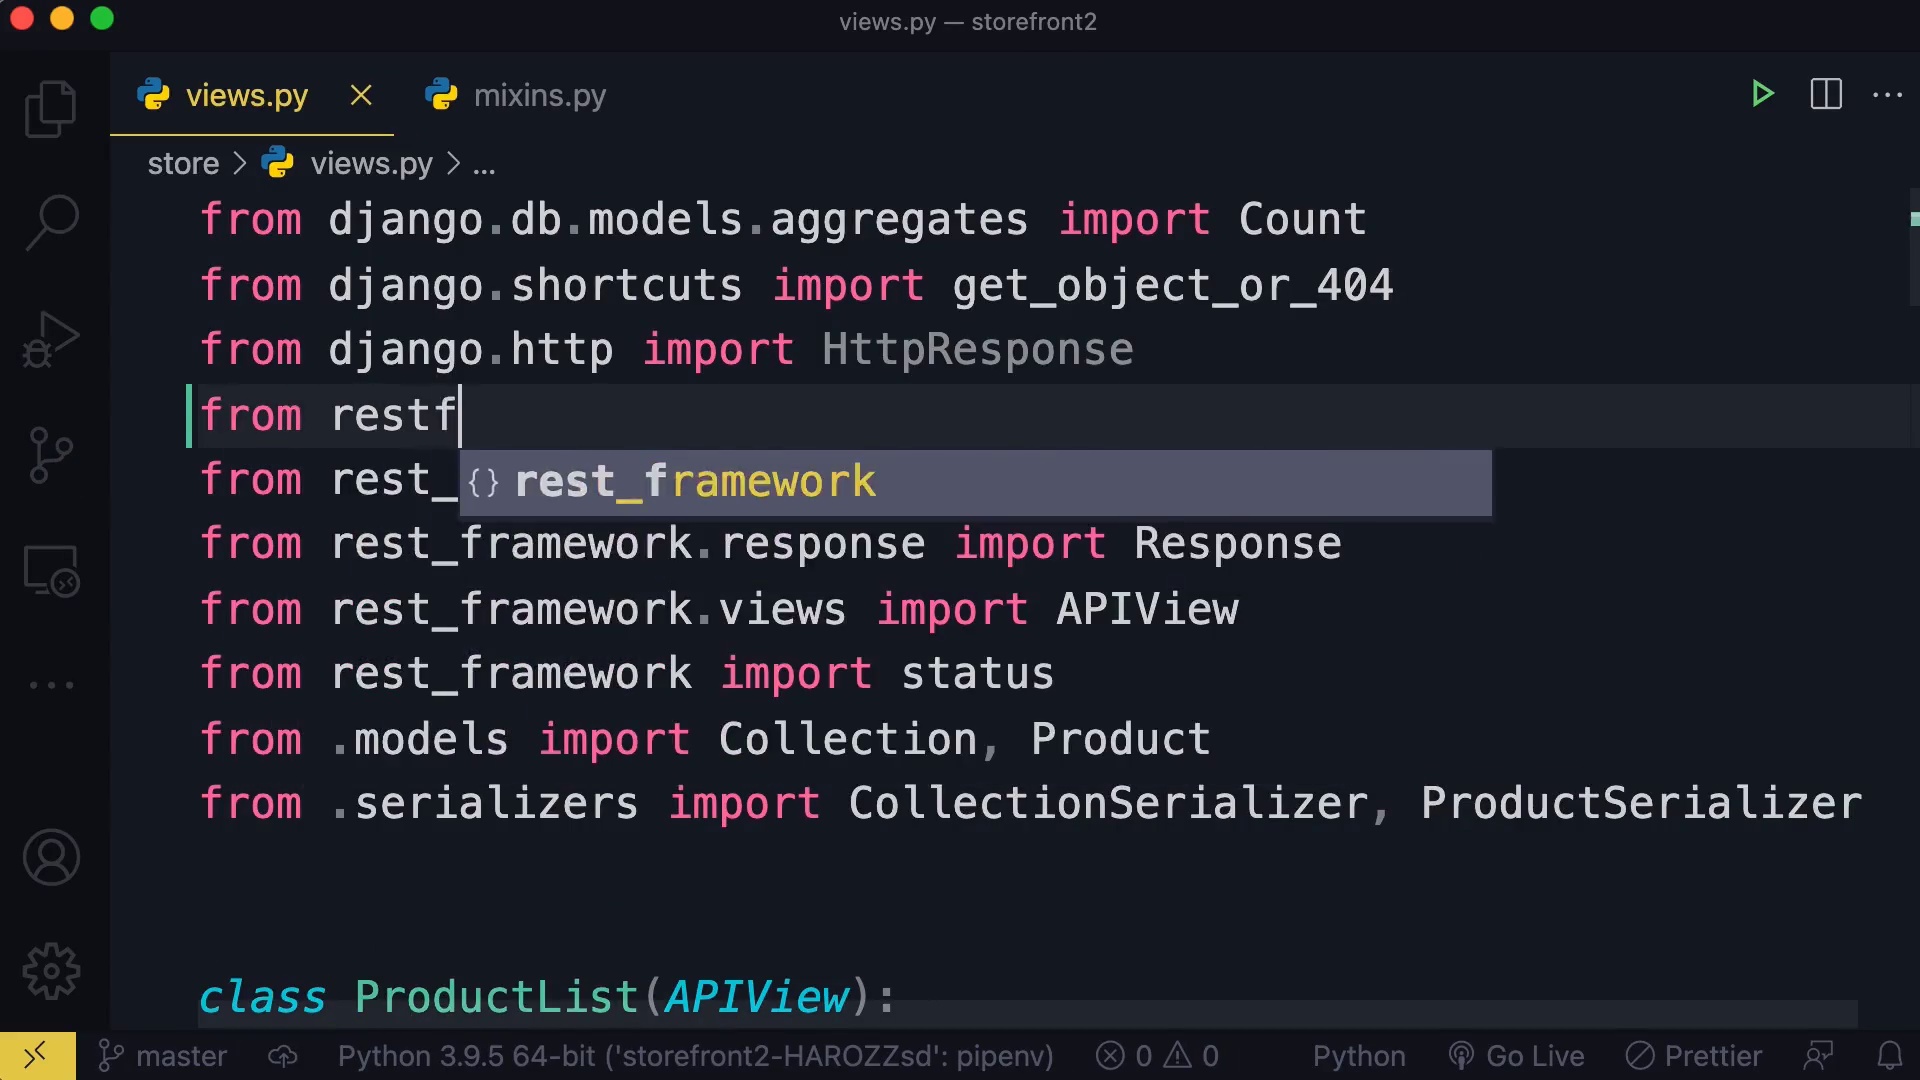 views.py — storefront2
views.py
mixins.py
store > views.py > ...
from django.db.models.aggregates import Count
from django.shortcuts import get_object_or_404
from django.http import HttpResponse
from restf
from rest_
{} rest_framework
from rest_framework.response import Response
from rest_framework.views import APIView
from rest_framework import status
from .models import Collection, Product
from .serializers import CollectionSerializer, ProductSerializer
class ProductList(APIView):
master Python 3.9.5 64-bit ('storefront2-HAROZZsd': pipenv) 0 0 Python Go Live Prettier